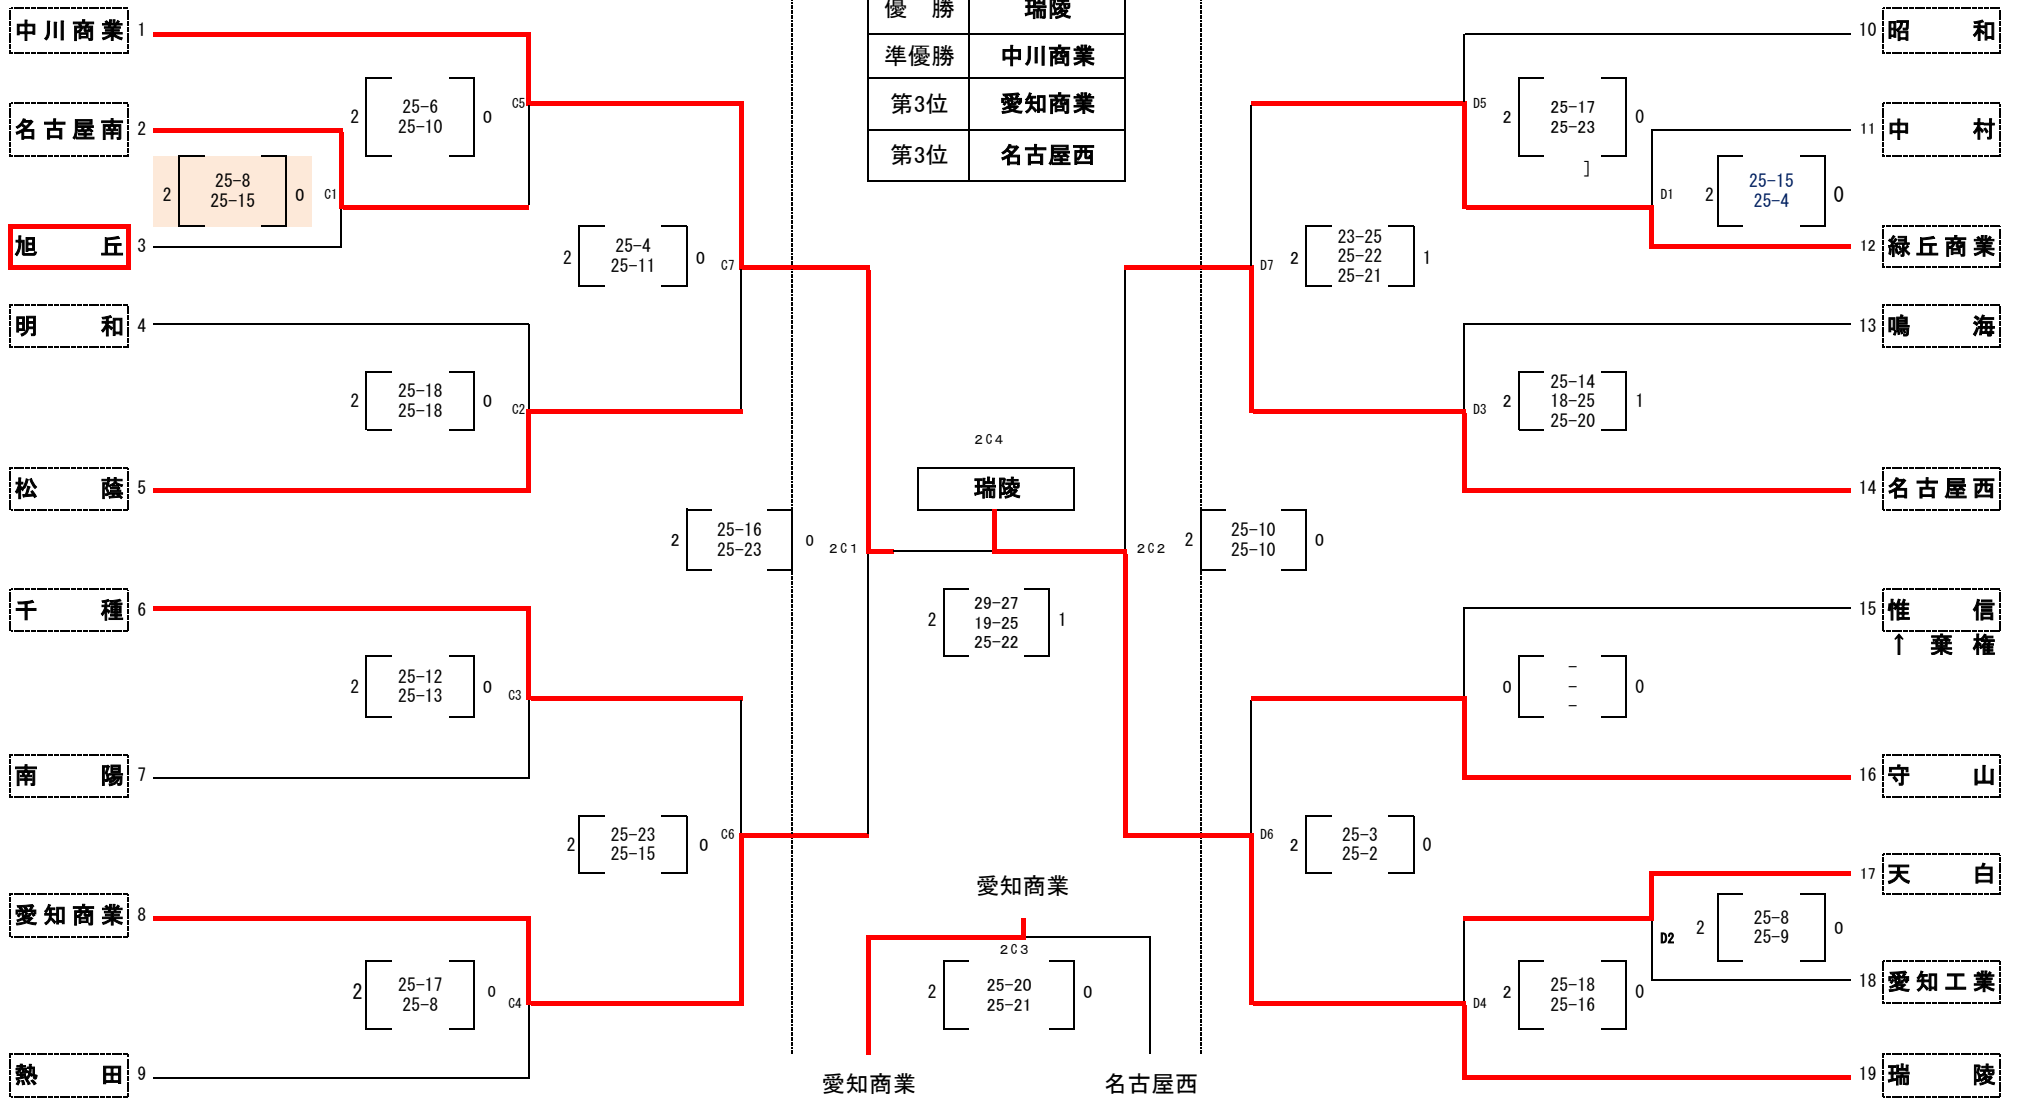 優　勝　瑞陵
準優勝　中川商業
第3位　愛知商業
第3位　名古屋西
中川商業 1
名古屋南 2
旭　丘 3
明　和 4
松　蔭 5
千　種 6
南　陽 7
愛知商業 8
熱　田 9
2 25-6 0 C5
25-10
2 25-8 0 C1
25-15
2 25-4 0 C7
25-11
2 25-18 0 C2
25-18
2 25-16 0 2C1
25-23
2 25-12 0 C3
25-13
2 25-23 0 C6
25-15
2 25-17 0 C4
25-8
2C4
瑞陵
2 29-27 1
19-25
25-22
愛知商業
2C3
2 25-20 0
25-21
愛知商業　名古屋西
10 昭　和
11 中　村
12 緑丘商業
13 鳴　海
14 名古屋西
15 惟　信
↑ 棄権
16 守　山
17 天　白
18 愛知工業
19 瑞　陵
D5 2 25-17 0
25-23
]
D1 2 25-15 0
25-4
D7 2 23-25 1
25-22
25-21
D3 2 25-14 1
18-25
25-20
2C2 2 25-10 0
25-10
0 - 0
-
-
D6 2 25-3 0
25-2
D2 2 25-8 0
25-9
D4 2 25-18 0
25-16